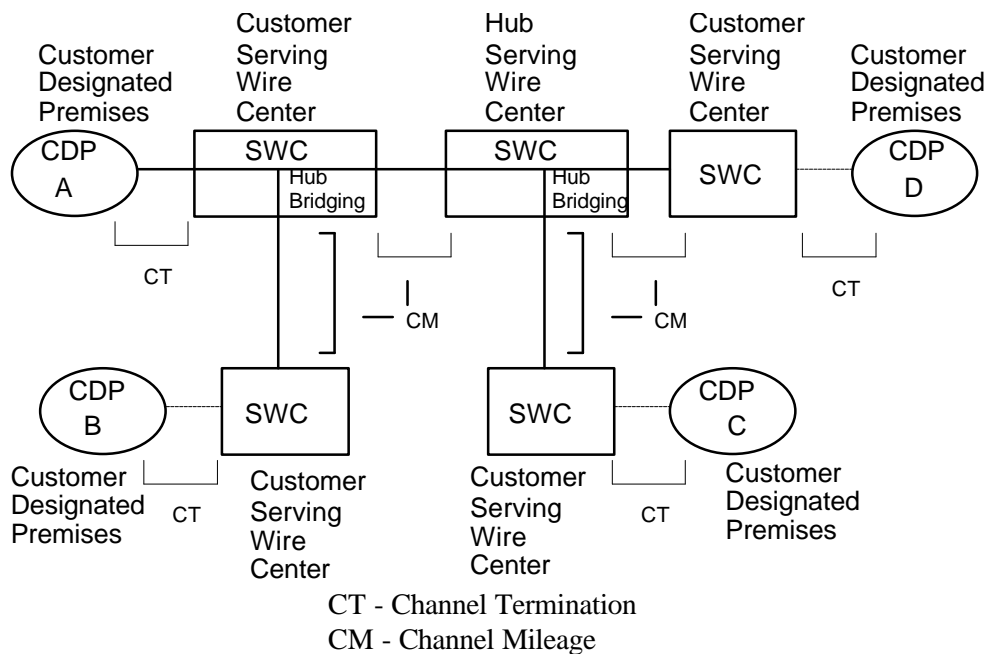 Customer
Designated
Premises
Customer
Serving
Wire
Center
Hub
Serving
Wire
Center
Customer
Serving
Wire
Center
Customer
Designated
Premises
CDP
A
SWC
Hub
Bridging
SWC
Hub
Bridging
SWC
CDP
D
CT
CM
CM
CT
CDP
B
SWC
SWC
CDP
C
Customer
Designated
Premises
CT
Customer
Serving
Wire
Center
Customer
Serving
Wire
Center
CT
Customer
Designated
Premises
CT - Channel Termination
CM - Channel Mileage